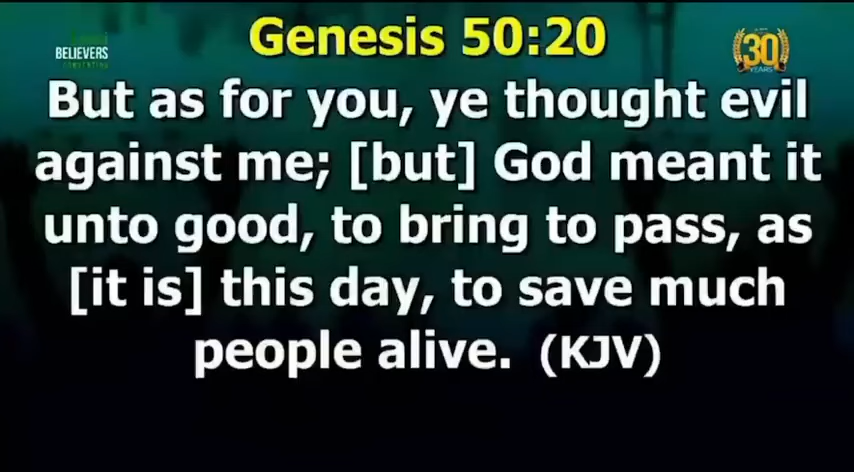 Genesis 50:20
BELIEVERS
30
YEARS
But as for you, ye thought evil
against me; [but] God meant it
unto good, to bring to pass, as
[it is] this day, to save much
people alive. (KJV)